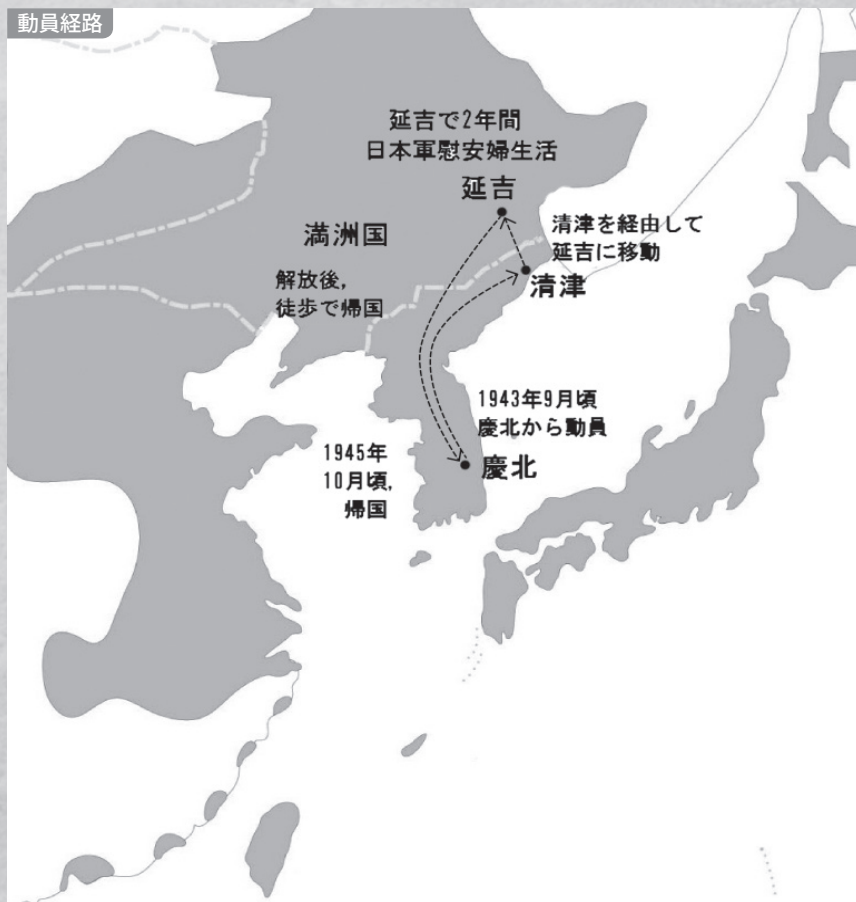 動員経路
延吉で2年間
日本軍慰安婦生活
延吉
清津を経由して
延吉に移動
満洲国
清津
解放後,
徒歩で帰国
1943年9月頃
慶北から動員
慶北
1945年
10月頃,
帰国